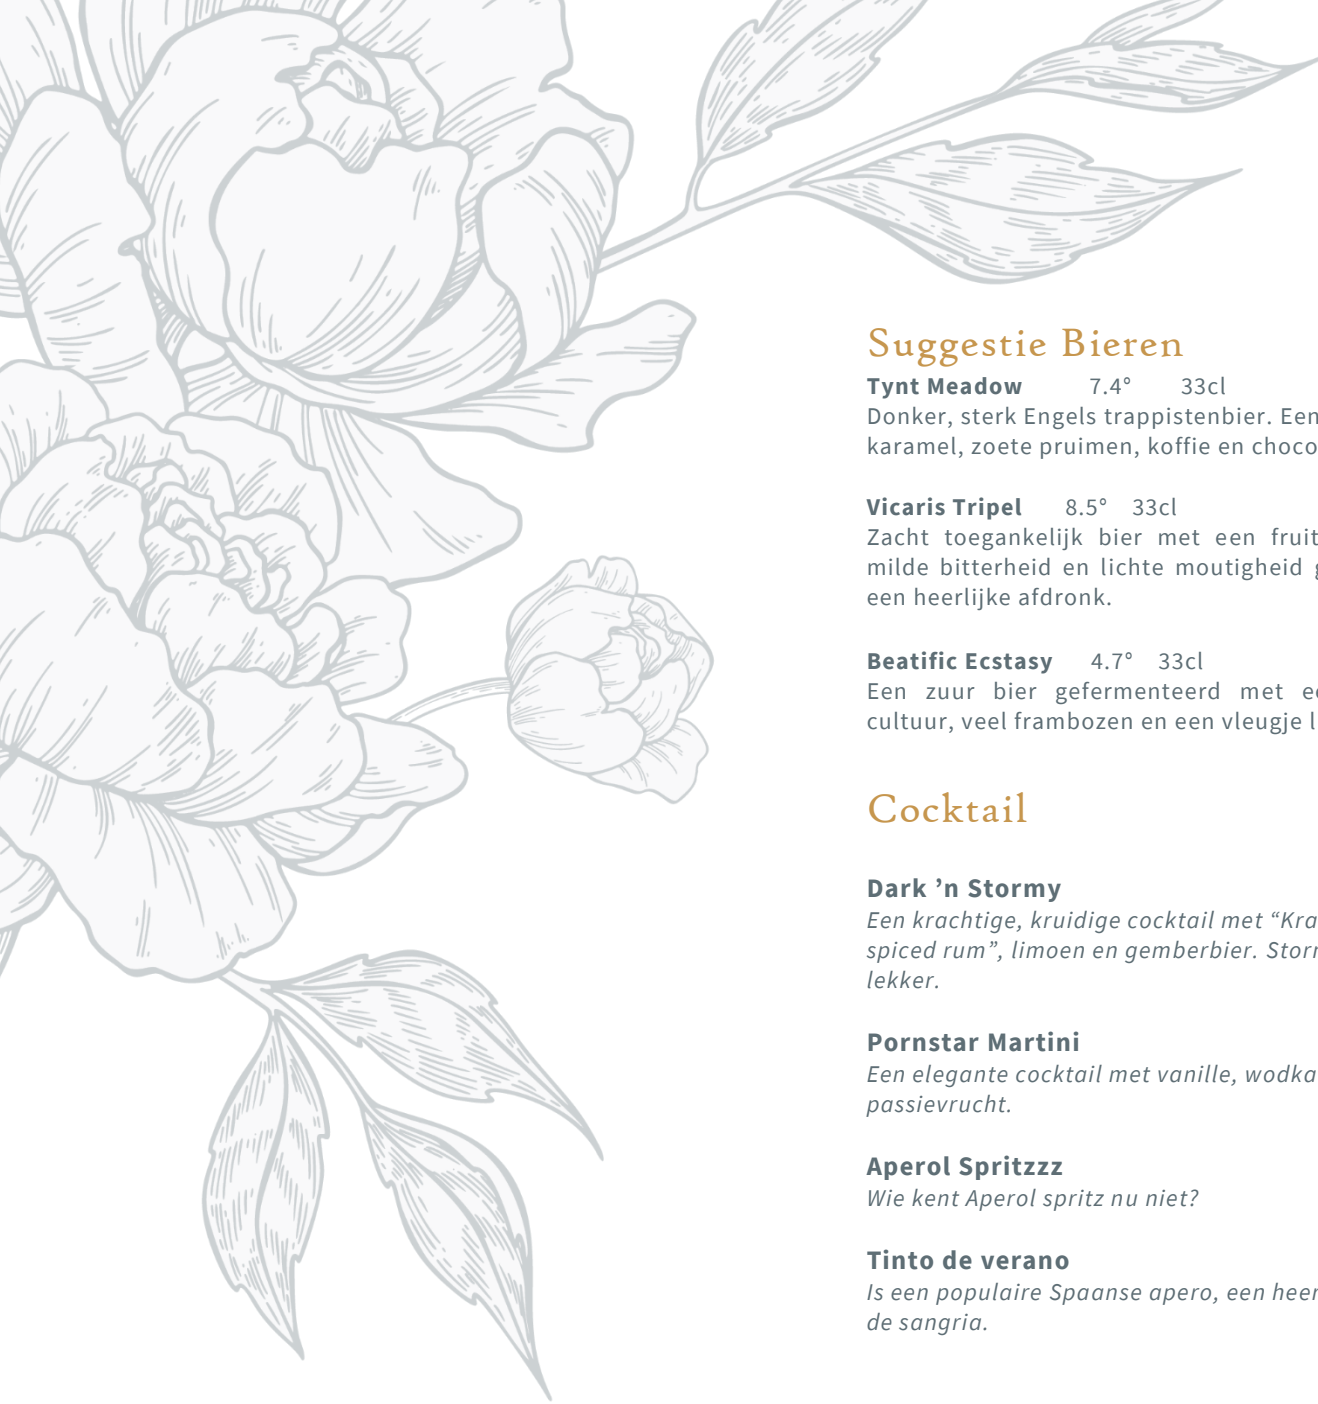 Suggestie Bieren
Tynt Meadow 7.4° 33cl
Donker, sterk Engels trappistenbier. Een
karamel, zoete pruimen, koffie en choco
Vicaris Tripel 8.5° 33cl
Zacht toegankelijk bier met een fruit
milde bitterheid en lichte moutigheid
een heerlijke afdronk.
Beatific Ecstasy 4.7° 33cl
Een zuur bier gefermenteerd met
cultuur, veel frambozen en een vleugje
Cocktail
Dark ’n Stormy
Een krachtige, kruidige cocktail met “Kra
spiced rum”, limoen en gemberbier. Stor
lekker.
Pornstar Martini
Een elegante cocktail met vanille, wodka
passievrucht.
Aperol Spritzzz
Wie kent Aperol spritz nu niet?
Tinto de verano
Is een populaire Spaanse apero, een heer
de sangria.